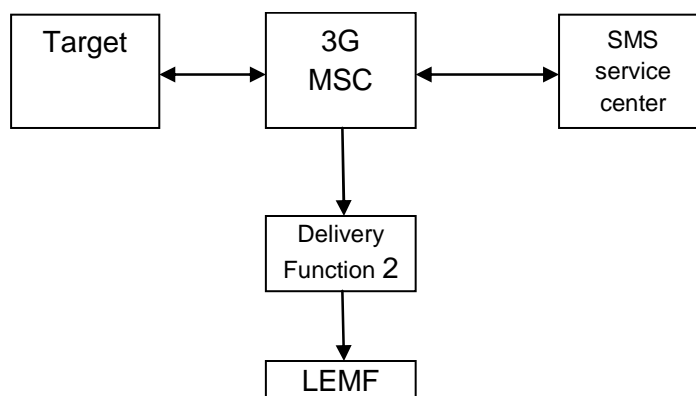 Target
3G
MSC
SMS
service
center
Delivery
Function 2
LEMF